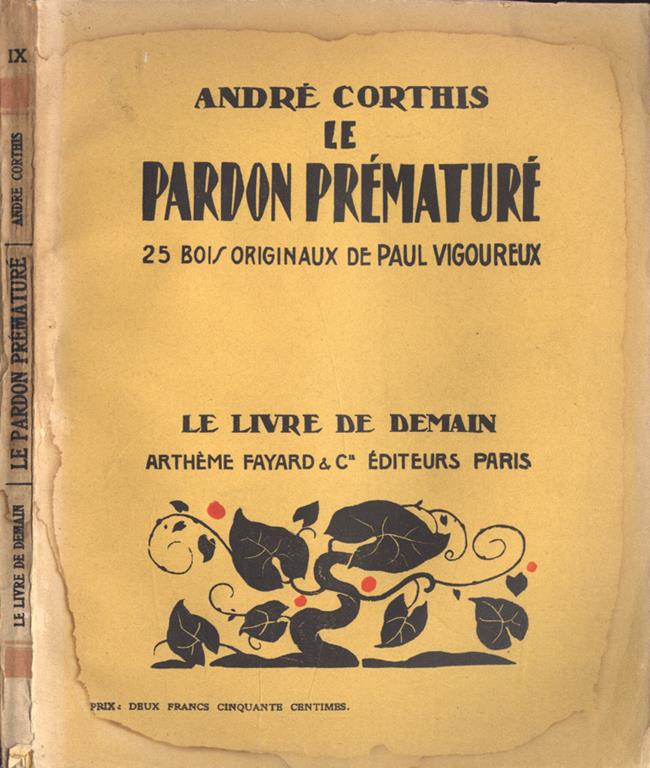 IX
ANDRÉ CORTHIS
LE PARDON PRÉMATURÉ
LE LIVRE DE DEMAIN
ANDRÉ CORTHIS
LE
PARDON PRÉMATURÉ
25 BOIS ORIGINAUX DE PAUL VIGOUREUX
LE LIVRE DE DEMAIN
ARTHÈME FAYARD & Cie ÉDITEURS PARIS
PRIX: DEUX FRANCS CINQUANTE CENTIMES.